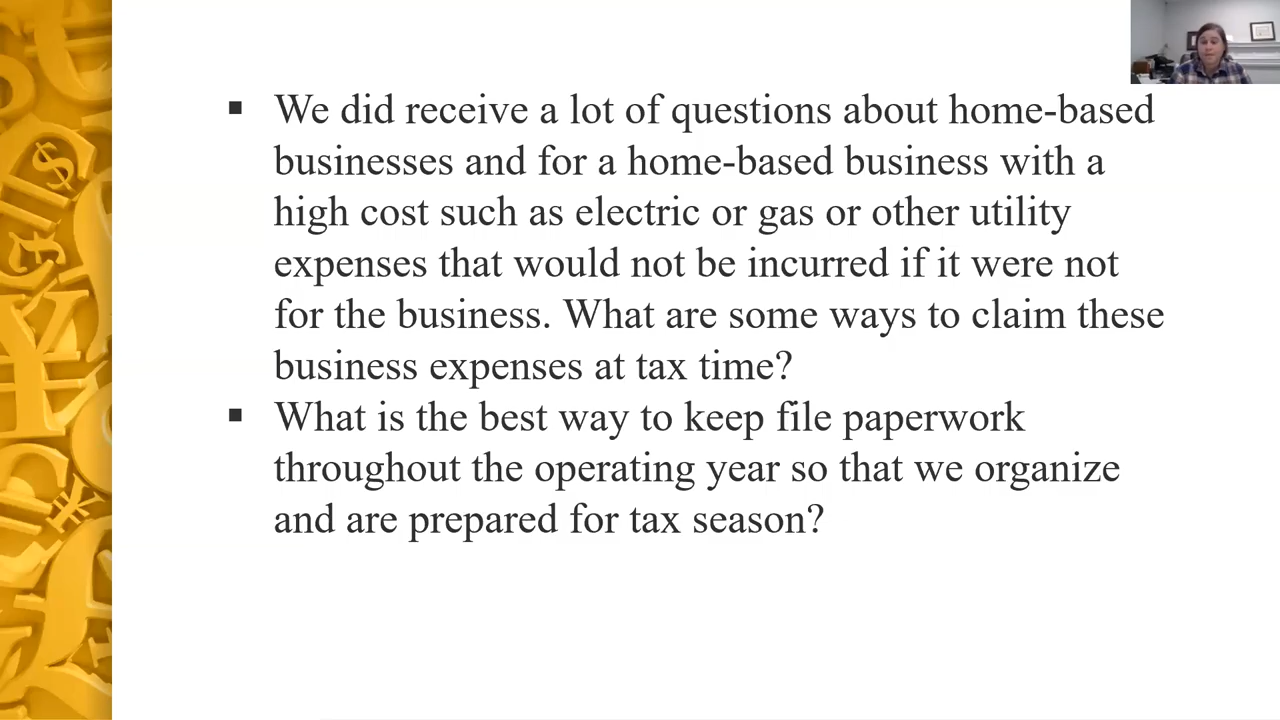 ▪ We did receive a lot of questions about home-based
businesses and for a home-based business with a
high cost such as electric or gas or other utility
expenses that would not be incurred if it were not
for the business. What are some ways to claim these
business expenses at tax time?
▪ What is the best way to keep file paperwork
throughout the operating year so that we organize
and are prepared for tax season?